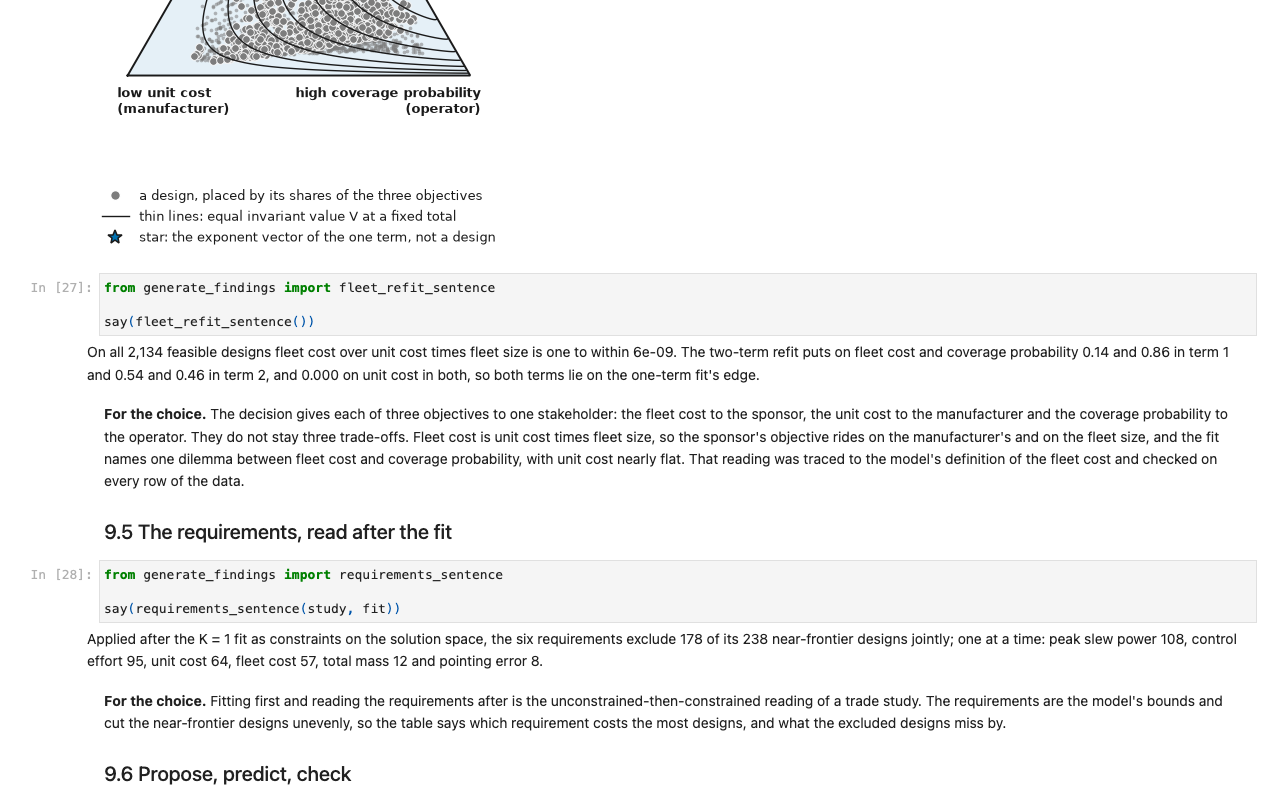 low unit cost
(manufacturer)
high coverage probability
(operator)
a design, placed by its shares of the three objectives
thin lines: equal invariant value V at a fixed total
star: the exponent vector of the one term, not a design
In [27]:
from generate_findings import fleet_refit_sentence
say(fleet_refit_sentence())
On all 2,134 feasible designs fleet cost over unit cost times fleet size is one to within 6e-09. The two-term refit puts on fleet cost and coverage probability 0.14 and 0.86 in term 1
and 0.54 and 0.46 in term 2, and 0.000 on unit cost in both, so both terms lie on the one-term fit's edge.
For the choice. The decision gives each of three objectives to one stakeholder: the fleet cost to the sponsor, the unit cost to the manufacturer and the coverage probability to
the operator. They do not stay three trade-offs. Fleet cost is unit cost times fleet size, so the sponsor's objective rides on the manufacturer's and on the fleet size, and the fit
names one dilemma between fleet cost and coverage probability, with unit cost nearly flat. That reading was traced to the model's definition of the fleet cost and checked on
every row of the data.
9.5 The requirements, read after the fit
In [28]:
from generate_findings import requirements_sentence
say(requirements_sentence(study, fit))
Applied after the K = 1 fit as constraints on the solution space, the six requirements exclude 178 of its 238 near-frontier designs jointly; one at a time: peak slew power 108, control
effort 95, unit cost 64, fleet cost 57, total mass 12 and pointing error 8.
For the choice. Fitting first and reading the requirements after is the unconstrained-then-constrained reading of a trade study. The requirements are the model's bounds and
cut the near-frontier designs unevenly, so the table says which requirement costs the most designs, and what the excluded designs miss by.
9.6 Propose, predict, check